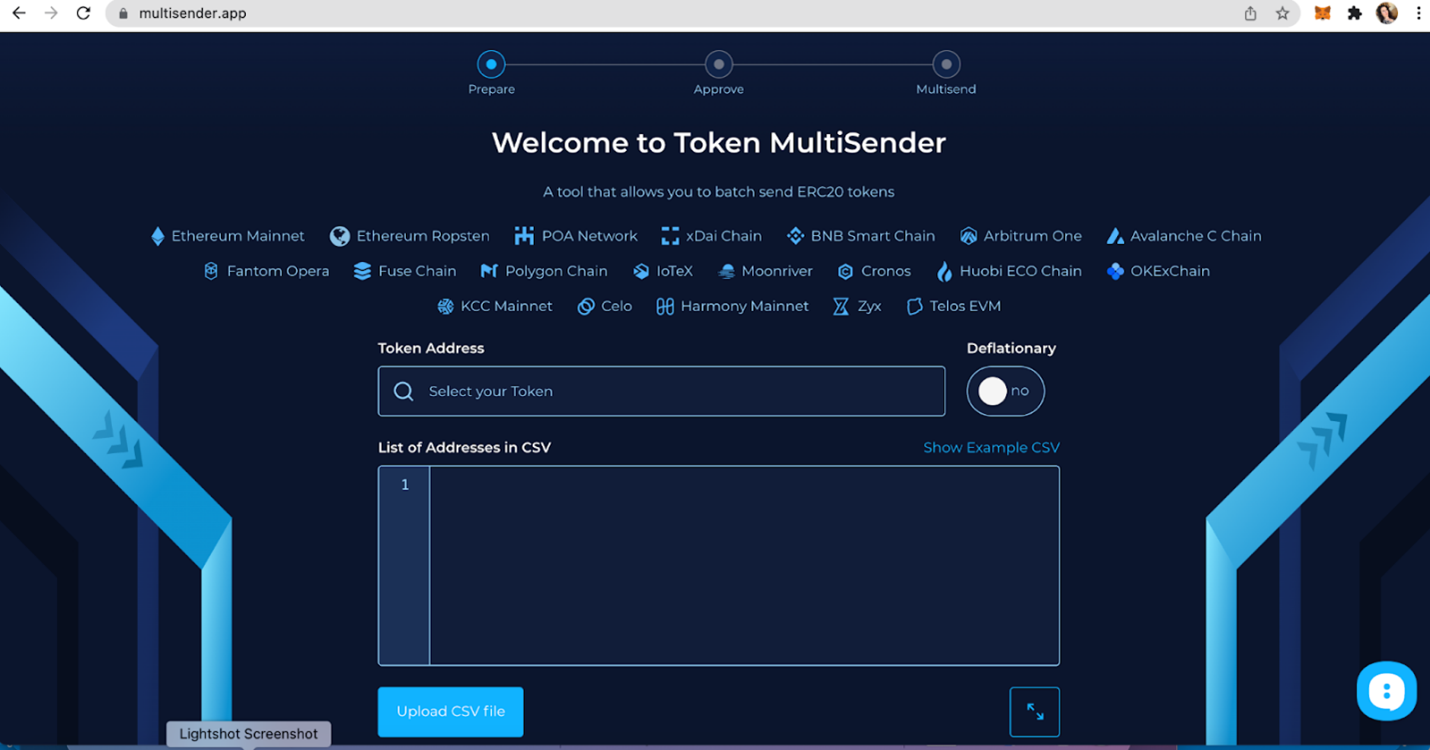 multisender.app
Prepare Approve Multisend
Welcome to Token MultiSender
A tool that allows you to batch send ERC20 tokens
Ethereum Mainnet Ethereum Ropsten POA Network xDai Chain BNB Smart Chain Arbitrum One Avalanche C Chain
Fantom Opera Fuse Chain Polygon Chain IoTeX Moonriver Cronos Huobi ECO Chain OKExChain
KCC Mainnet Celo Harmony Mainnet Zyx Telos EVM
Token Address Deflationary
Select your Token no
List of Addresses in CSV Show Example CSV
1
Upload CSV file
Lightshot Screenshot